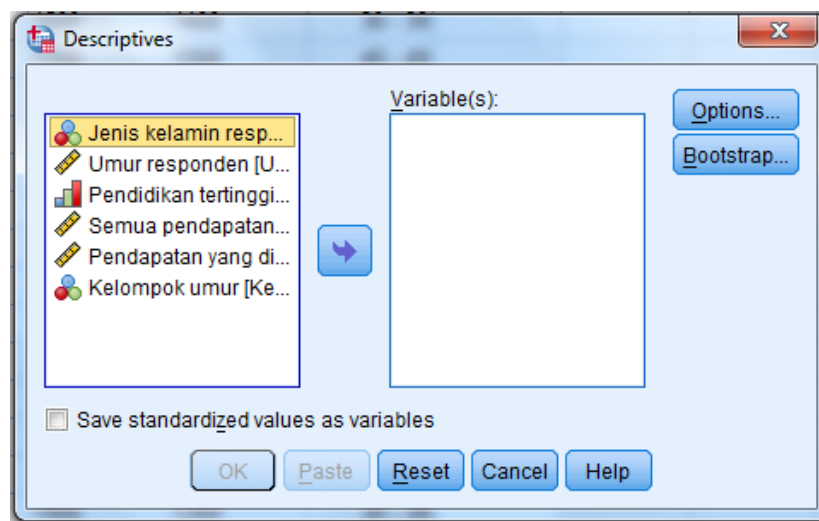 Descriptives
Variable(s):
Jenis kelamin resp...
Umur responden [U...
Pendidikan tertinggi...
Semua pendapatan...
Pendapatan yang di...
Kelompok umur [Ke...
Options...
Bootstrap...
Save standardized values as variables
OK Paste Reset Cancel Help